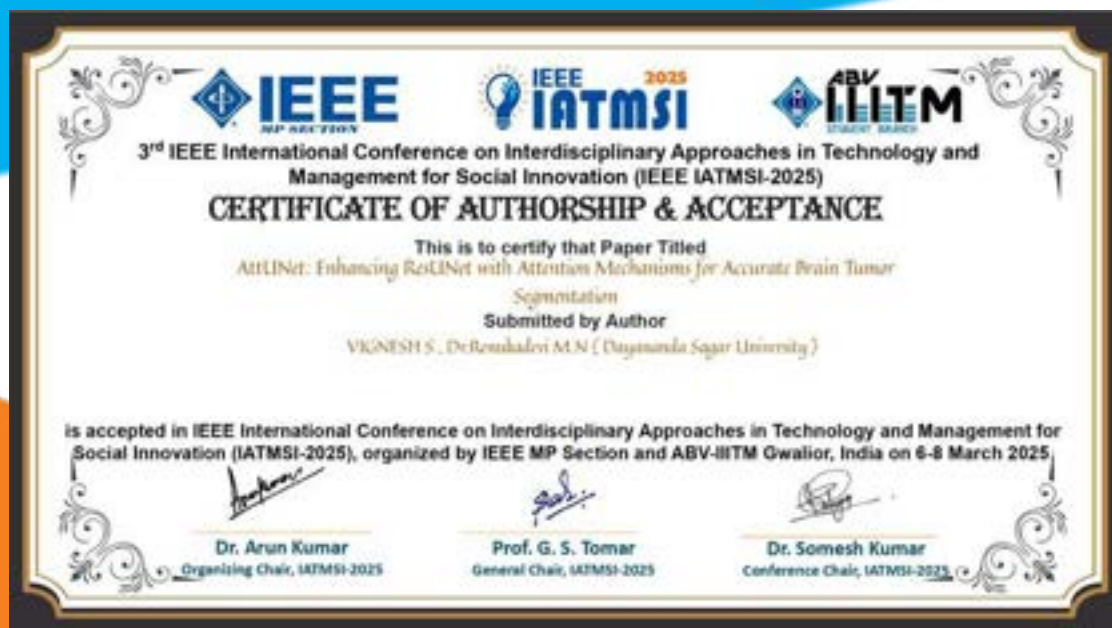 IEEE
MP SECTION
IEEE 2025
IATMSI
ABV
IIITM
STUDENT BRANCH
3rd IEEE International Conference on Interdisciplinary Approaches in Technology and
Management for Social Innovation (IEEE IATMSI-2025)
CERTIFICATE OF AUTHORSHIP & ACCEPTANCE
This is to certify that Paper Titled
AttUNet: Enhancing ResUNet with Attention Mechanisms for Accurate Brain Tumor
Segmentation
Submitted by Author
VIGNESH S , Dr.Renukadevi M.N ( Dayananda Sagar University )
is accepted in IEEE International Conference on Interdisciplinary Approaches in Technology and Management for
Social Innovation (IATMSI-2025), organized by IEEE MP Section and ABV-IIITM Gwalior, India on 6-8 March 2025
Dr. Arun Kumar
Organizing Chair, IATMSI-2025
Prof. G. S. Tomar
General Chair, IATMSI-2025
Dr. Somesh Kumar
Conference Chair, IATMSI-2025